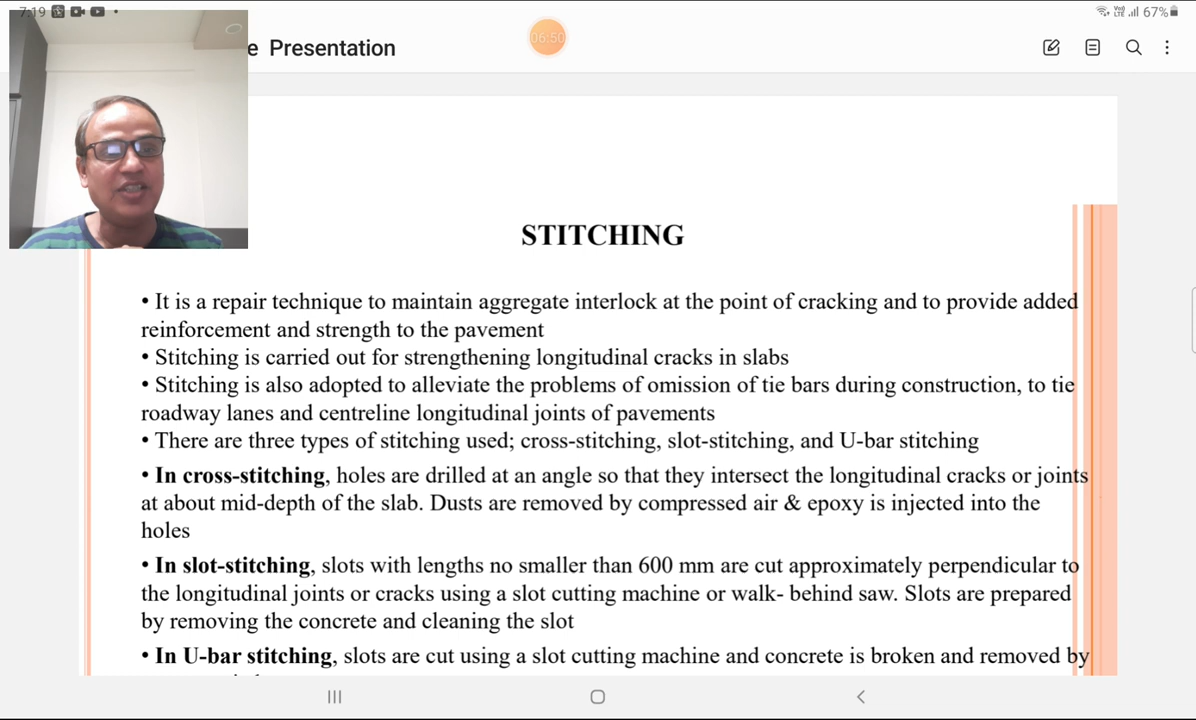 7:19
67%
e Presentation
06:50
STITCHING
• It is a repair technique to maintain aggregate interlock at the point of cracking and to provide added
reinforcement and strength to the pavement
• Stitching is carried out for strengthening longitudinal cracks in slabs
• Stitching is also adopted to alleviate the problems of omission of tie bars during construction, to tie
roadway lanes and centreline longitudinal joints of pavements
• There are three types of stitching used; cross-stitching, slot-stitching, and U-bar stitching
• In cross-stitching, holes are drilled at an angle so that they intersect the longitudinal cracks or joints
at about mid-depth of the slab. Dusts are removed by compressed air & epoxy is injected into the
holes
• In slot-stitching, slots with lengths no smaller than 600 mm are cut approximately perpendicular to
the longitudinal joints or cracks using a slot cutting machine or walk- behind saw. Slots are prepared
by removing the concrete and cleaning the slot
• In U-bar stitching, slots are cut using a slot cutting machine and concrete is broken and removed by